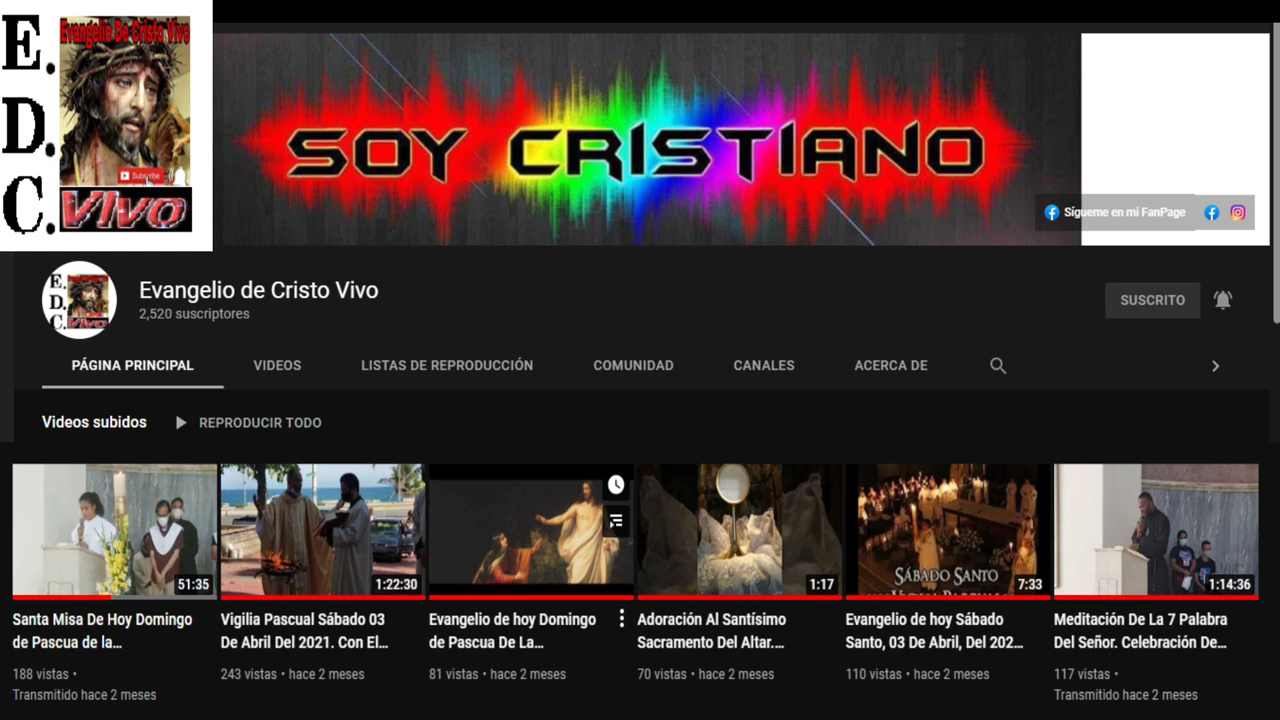 E.
D.
C.
Evangelio De Cristo Vivo
Subscribe
Vivo
SOY CRISTIANO
Sígueme en mi FanPage
E.
D.
C.
Vivo
Evangelio de Cristo Vivo
2,520 suscriptores
SUSCRITO
PÁGINA PRINCIPAL
VIDEOS
LISTAS DE REPRODUCCIÓN
COMUNIDAD
CANALES
ACERCA DE
Videos subidos
REPRODUCIR TODO
51:35
1:22:30
1:17
SÁBADO SANTO
7:33
1:14:36
Santa Misa De Hoy Domingo
de Pascua de la...
188 vistas •
Transmitido hace 2 meses
Vigilia Pascual Sábado 03
De Abril Del 2021. Con El...
243 vistas • hace 2 meses
Evangelio de hoy Domingo
de Pascua De La...
81 vistas • hace 2 meses
Adoración Al Santísimo
Sacramento Del Altar....
70 vistas • hace 2 meses
Evangelio de hoy Sábado
Santo, 03 De Abril, Del 202...
110 vistas • hace 2 meses
Meditación De La 7 Palabra
Del Señor. Celebración De...
117 vistas •
Transmitido hace 2 meses